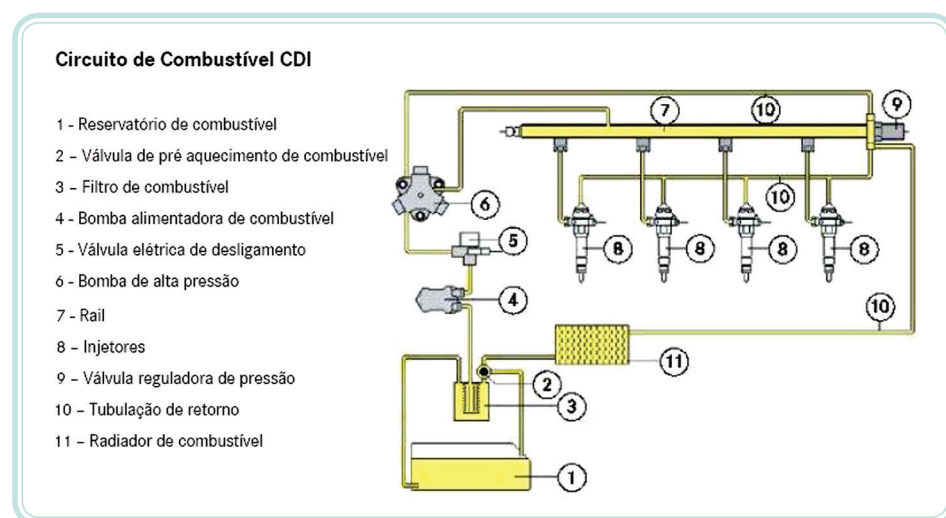 Circuito de Combustível CDI
1 - Reservatório de combustível
2 – Válvula de pré aquecimento de combustível
3 – Filtro de combustível
4 - Bomba alimentadora de combustível
5 - Válvula elétrica de desligamento
6 - Bomba de alta pressão
7 - Rail
8 – Injetores
9 – Válvula reguladora de pressão
10 – Tubulação de retorno
11 – Radiador de combustível
7
10
9
6
10
5
8
8
8
8
4
10
11
2
3
1